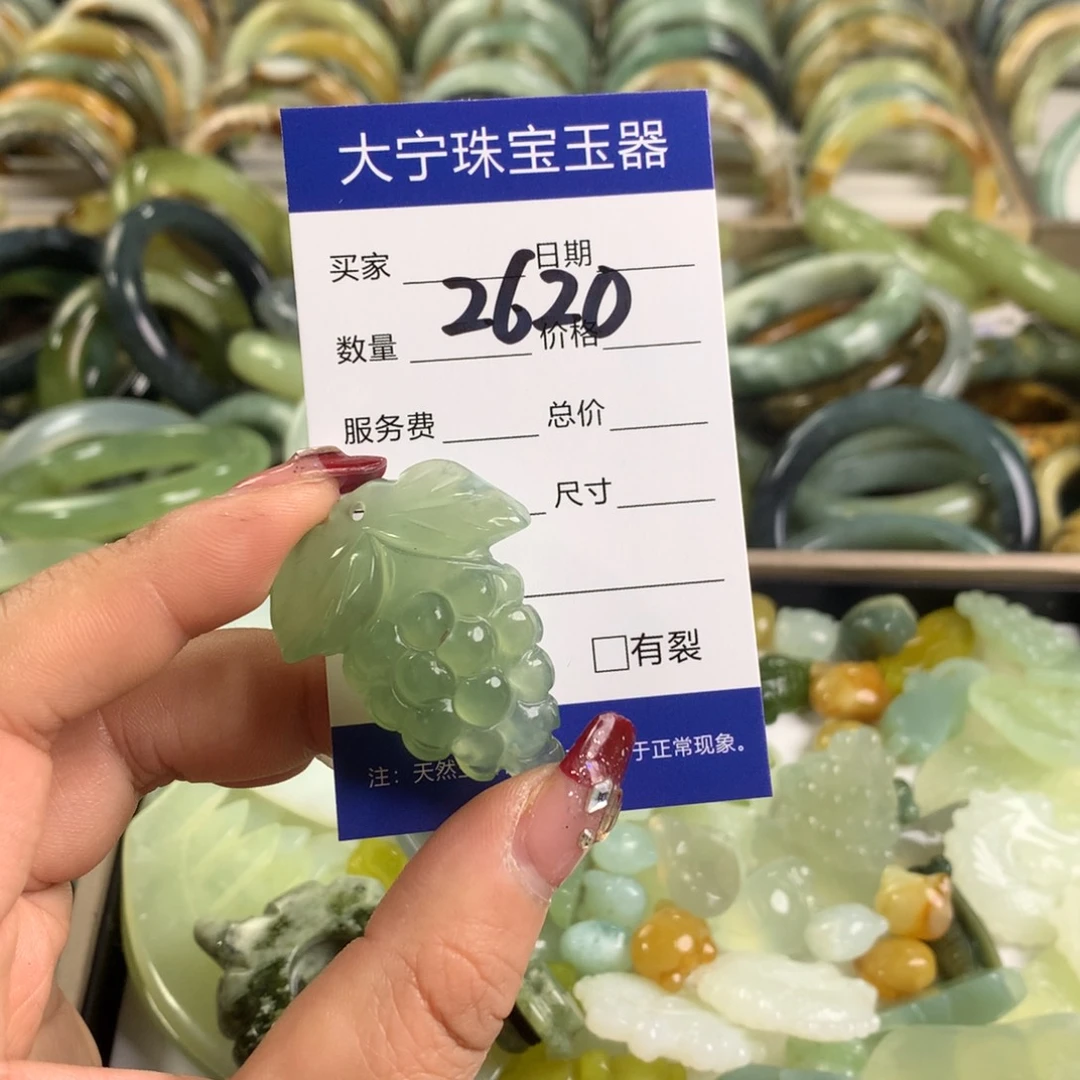 大宁珠宝玉器
买家 日期
2620
数量 价格
服务费 总价
尺寸
□有裂
注：天然 于正常现象。